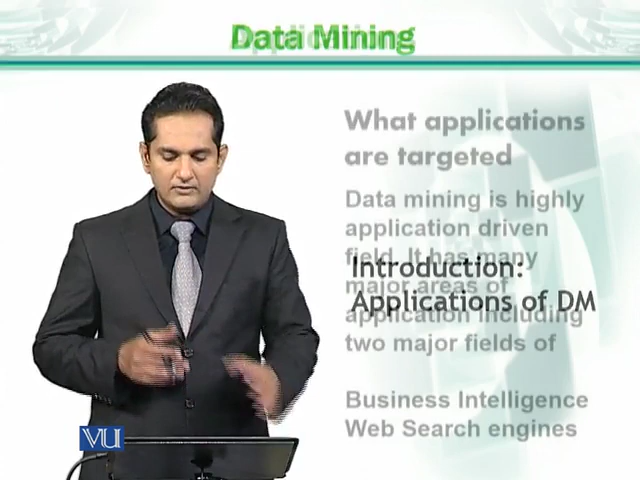 Data Mining
What applications
are targeted
Data mining is highly
application driven
field. It has many
major areas of
application including
two major fields of
Business Intelligence
Web Search engines
Introduction:
Applications of DM
VU